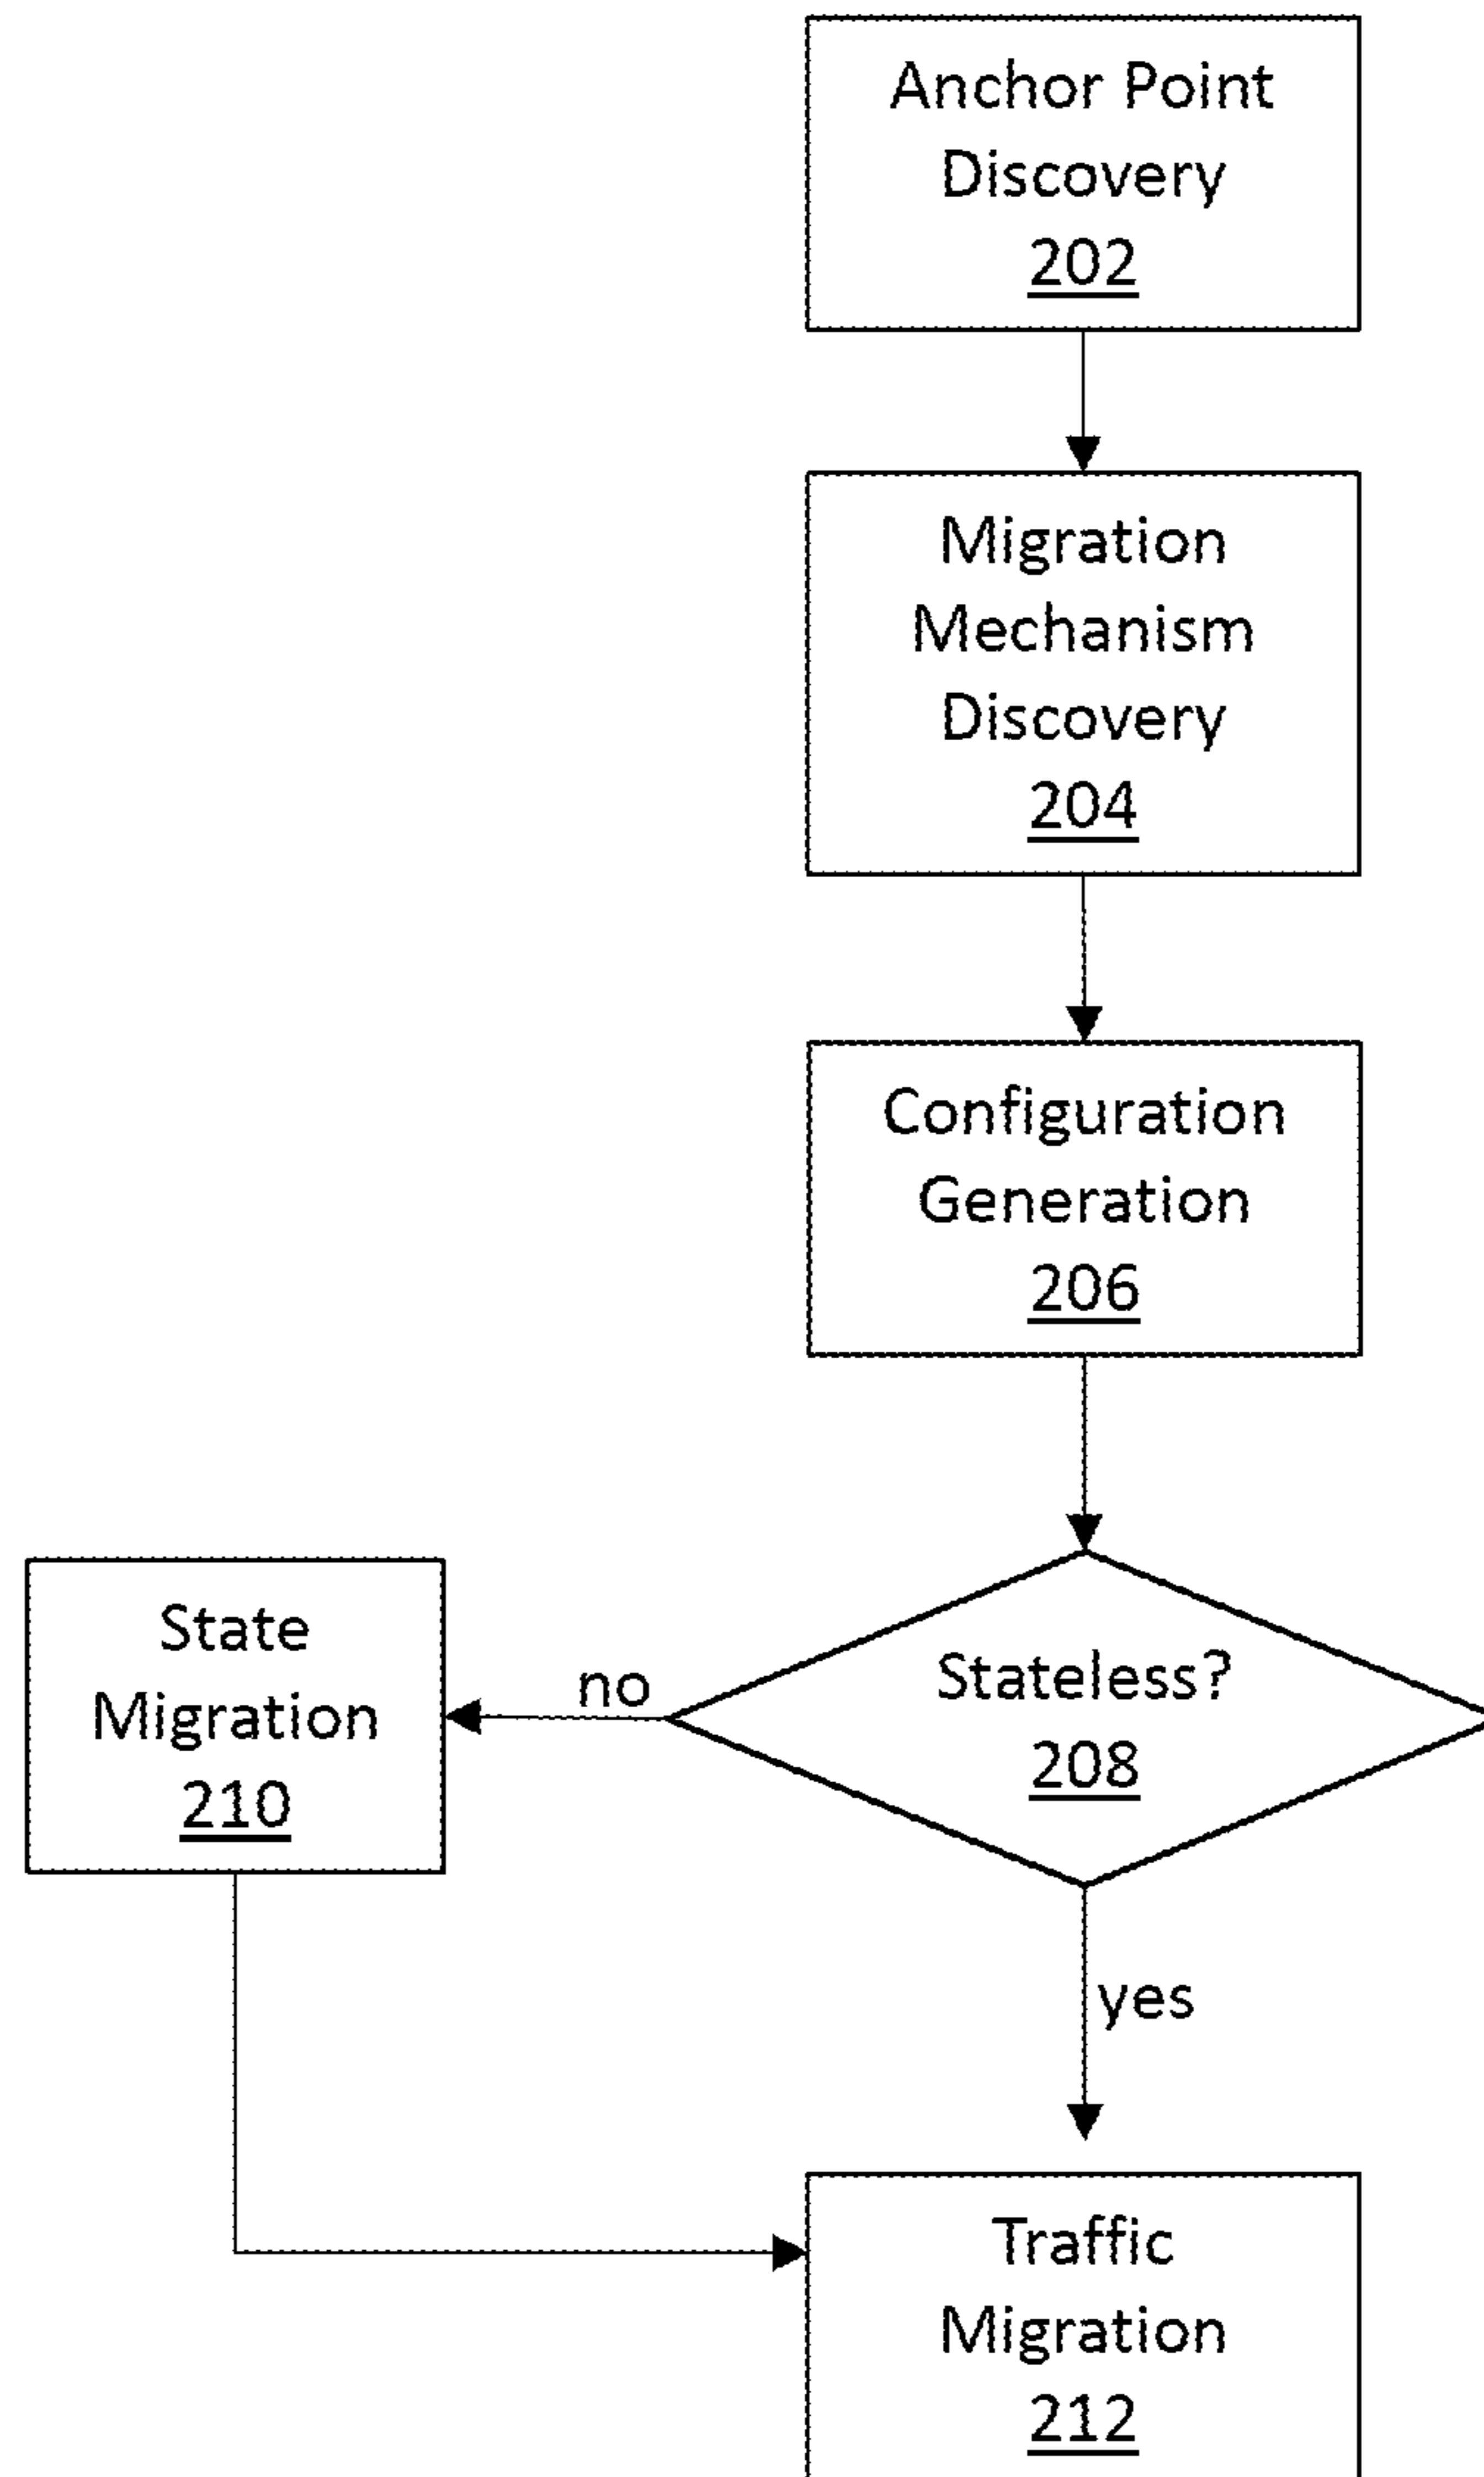 Anchor Point
Discovery
202
Migration
Mechanism
Discovery
204
Configuration
Generation
206
Stateless?
208
no
State
Migration
210
yes
Traffic
Migration
212